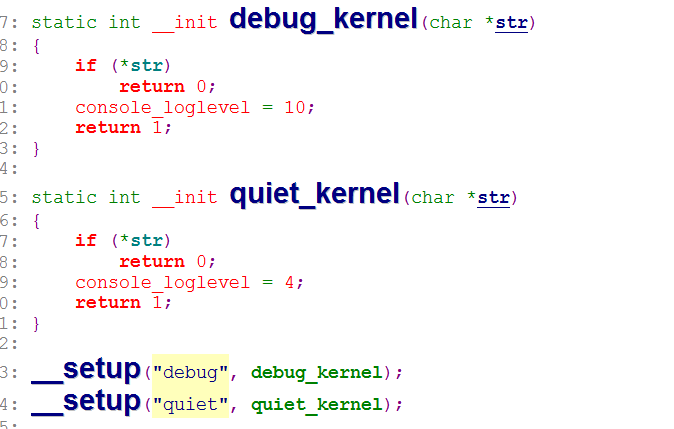 7: static int __init debug_kernel(char *str)
8: {
9:     if (*str)
0:         return 0;
1:     console_loglevel = 10;
2:     return 1;
3: }
4:
5: static int __init quiet_kernel(char *str)
6: {
7:     if (*str)
8:         return 0;
9:     console_loglevel = 4;
0:     return 1;
1: }
2:
3: __setup("debug", debug_kernel);
4: __setup("quiet", quiet_kernel);
5: